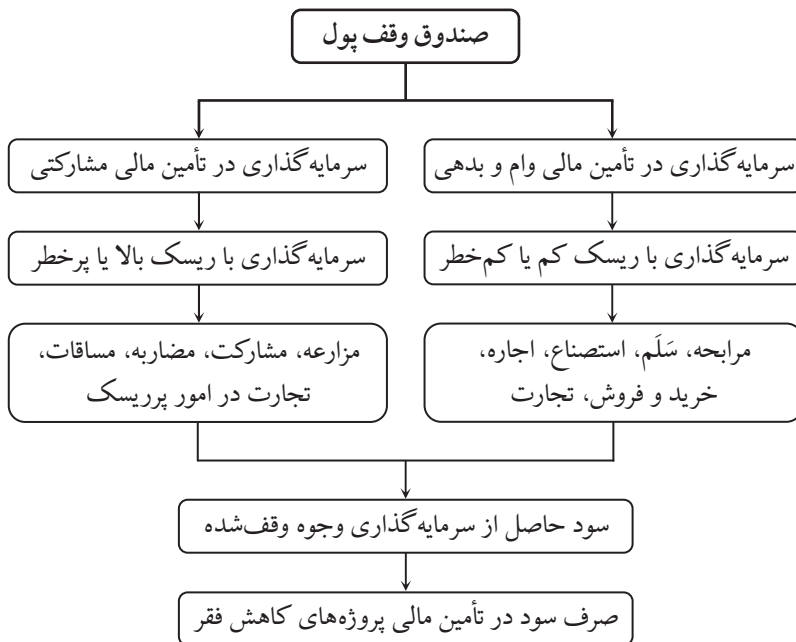 صندوق وقف پول
سرمایه‌گذاری در تأمین مالی وام و بدهی
سرمایه‌گذاری در تأمین مالی مشارکتی
سرمایه‌گذاری با ریسک کم یا کم‌خطر
سرمایه‌گذاری با ریسک بالا یا پرخطر
مرابحه، سَلَم، استصناع، اجاره،
خرید و فروش، تجارت
مزارعه، مشارکت، مضاربه، مساقات،
تجارت در امور پرریسک
سود حاصل از سرمایه‌گذاری وجوه وقف‌شده
صرف سود در تأمین مالی پروژه‌های کاهش فقر